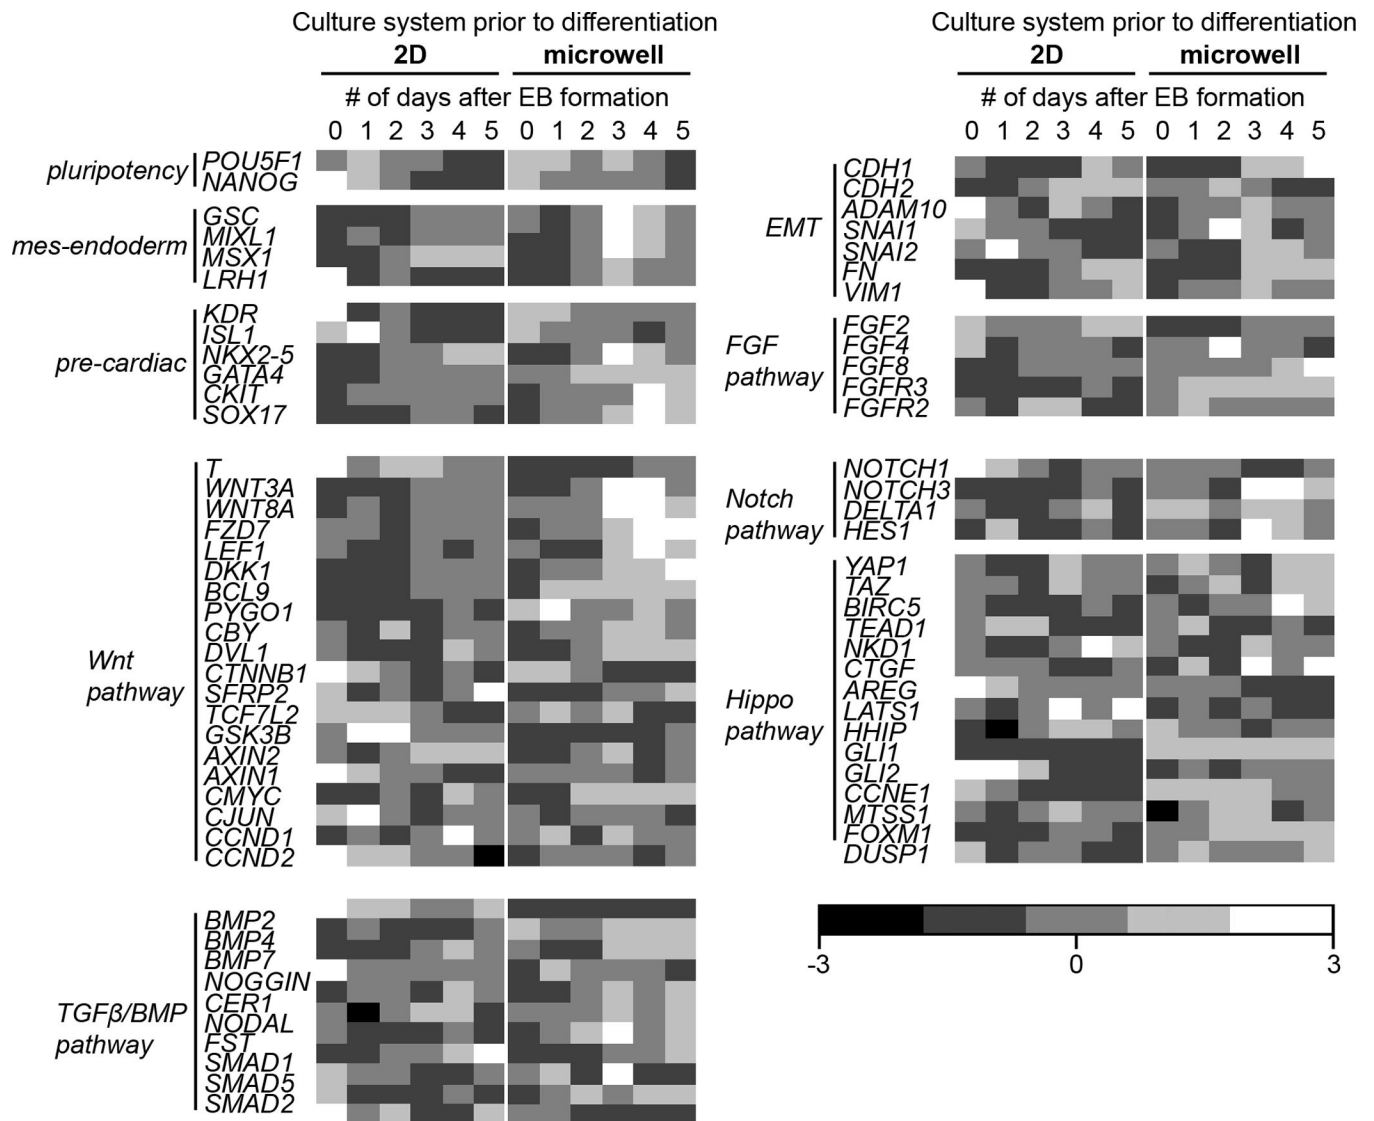 Culture system prior to differentiation
2D microwell
# of days after EB formation
0 1 2 3 4 5 0 1 2 3 4 5
pluripotency
POU5F1
NANOG
mes-endoderm
GSC
MIXL1
MSX1
LRH1
pre-cardiac
KDR
ISL1
NKX2-5
GATA4
CKIT
SOX17
Wnt
pathway
T
WNT3A
WNT8A
FZD7
LEF1
DKK1
BCL9
PYGO1
CBY
DVL1
CTNNB1
SFRP2
TCF7L2
GSK3B
AXIN2
AXIN1
CMYC
CJUN
CCND1
CCND2
TGFβ/BMP
pathway
BMP2
BMP4
BMP7
NOGGIN
CER1
NODAL
FST
SMAD1
SMAD5
SMAD2
Culture system prior to differentiation
2D microwell
# of days after EB formation
0 1 2 3 4 5 0 1 2 3 4 5
EMT
CDH1
CDH2
ADAM10
SNAI1
SNAI2
FN
VIM1
FGF
pathway
FGF2
FGF4
FGF8
FGFR3
FGFR2
Notch
pathway
NOTCH1
NOTCH3
DELTA1
HES1
Hippo
pathway
YAP1
TAZ
BIRC5
TEAD1
NKD1
CTGF
AREG
LATS1
HHIP
GLI1
GLI2
CCNE1
MTSS1
FOXM1
DUSP1
-3 0 3